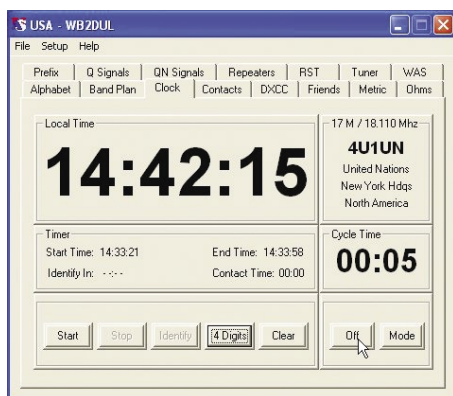 USA - WB2DUL
File Setup Help
Prefix Q Signals QN Signals Repeaters RST Tuner WAS
Alphabet Band Plan Clock Contacts DXCC Friends Metric Ohms
Local Time
14:42:15
17 M / 18.110 Mhz
4U1UN
United Nations
New York Hdqs
North America
Timer
Start Time: 14:33:21 End Time: 14:33:58
Identify In: --:-- Contact Time: 00:00
Cycle Time
00:05
Start Stop Identify 4 Digits Clear
Off Mode